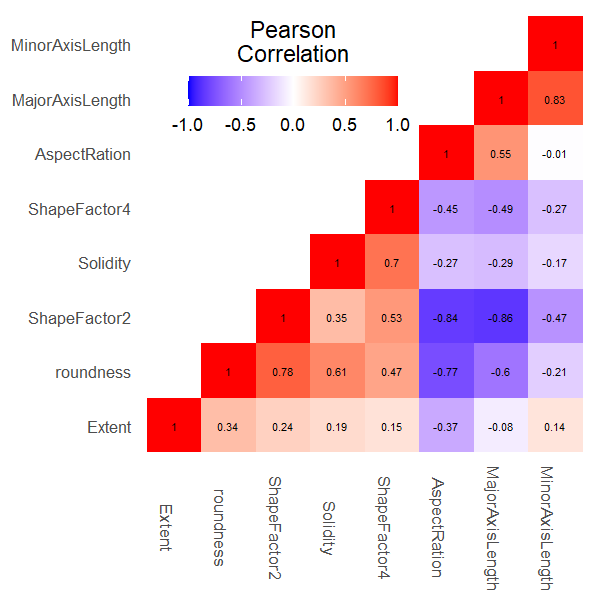 Pearson
Correlation
-1.0 -0.5 0.0 0.5 1.0
MinorAxisLength 1
MajorAxisLength 1 0.83
AspectRation 1 0.55 -0.01
ShapeFactor4 1 -0.45 -0.49 -0.27
Solidity 1 0.7 -0.27 -0.29 -0.17
ShapeFactor2 1 0.35 0.53 -0.84 -0.86 -0.47
roundness 1 0.78 0.61 0.47 -0.77 -0.6 -0.21
Extent 1 0.34 0.24 0.19 0.15 -0.37 -0.08 0.14
Extent
roundness
ShapeFactor2
Solidity
ShapeFactor4
AspectRation
MajorAxisLength
MinorAxisLength